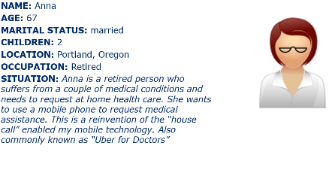 NAME: Anna
AGE: 67
MARITAL STATUS: married
CHILDREN: 2
LOCATION: Portland, Oregon
OCCUPATION: Retired
SITUATION: Anna is a retired person who
suffers from a couple of medical conditions and
needs to request at home health care. She wants
to use a mobile phone to request medical
assistance. This is a reinvention of the "house
call" enabled my mobile technology. Also
commonly known as "Uber for Doctors"